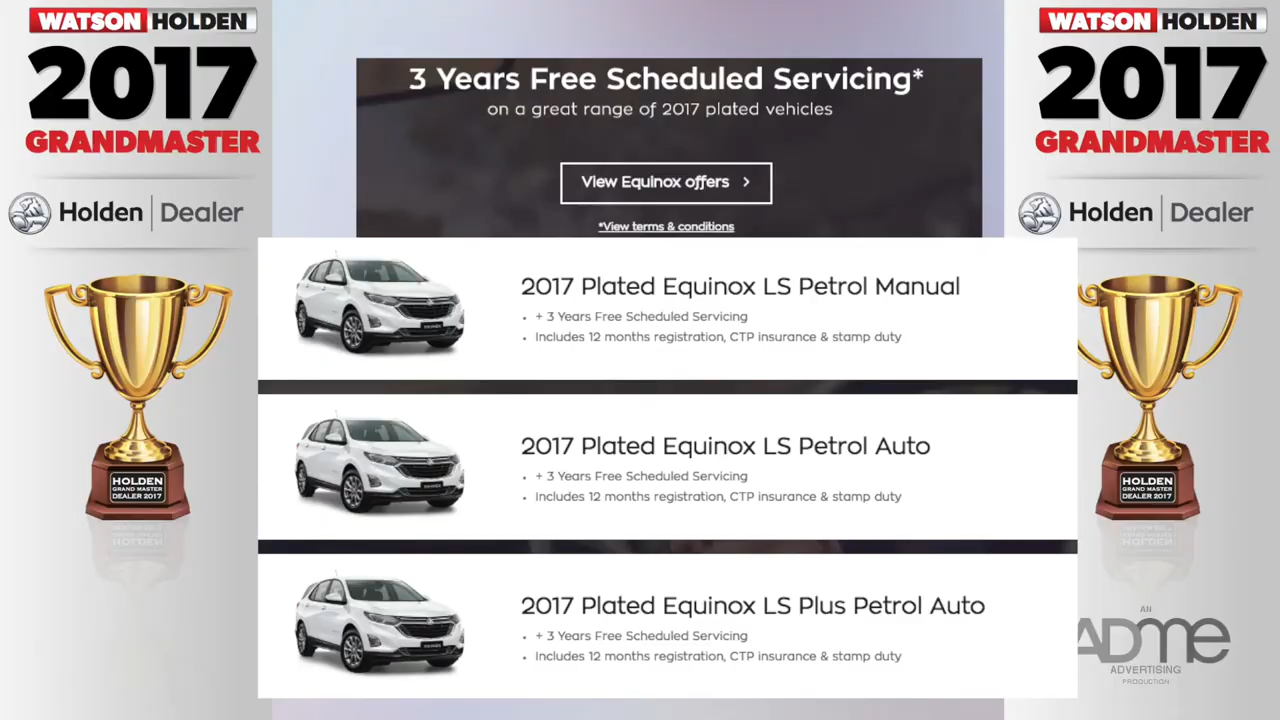 WATSON HOLDEN
2017
GRANDMASTER
Holden Dealer
HOLDEN
GRAND MASTER
DEALER 2017
3 Years Free Scheduled Servicing*
on a great range of 2017 plated vehicles
View Equinox offers >
*View terms & conditions
2017 Plated Equinox LS Petrol Manual
• + 3 Years Free Scheduled Servicing
• Includes 12 months registration, CTP insurance & stamp duty
2017 Plated Equinox LS Petrol Auto
• + 3 Years Free Scheduled Servicing
• Includes 12 months registration, CTP insurance & stamp duty
2017 Plated Equinox LS Plus Petrol Auto
• + 3 Years Free Scheduled Servicing
• Includes 12 months registration, CTP insurance & stamp duty
WATSON HOLDEN
2017
GRANDMASTER
Holden Dealer
HOLDEN
GRAND MASTER
DEALER 2017
AN
ADme
ADVERTISING
PRODUCTION